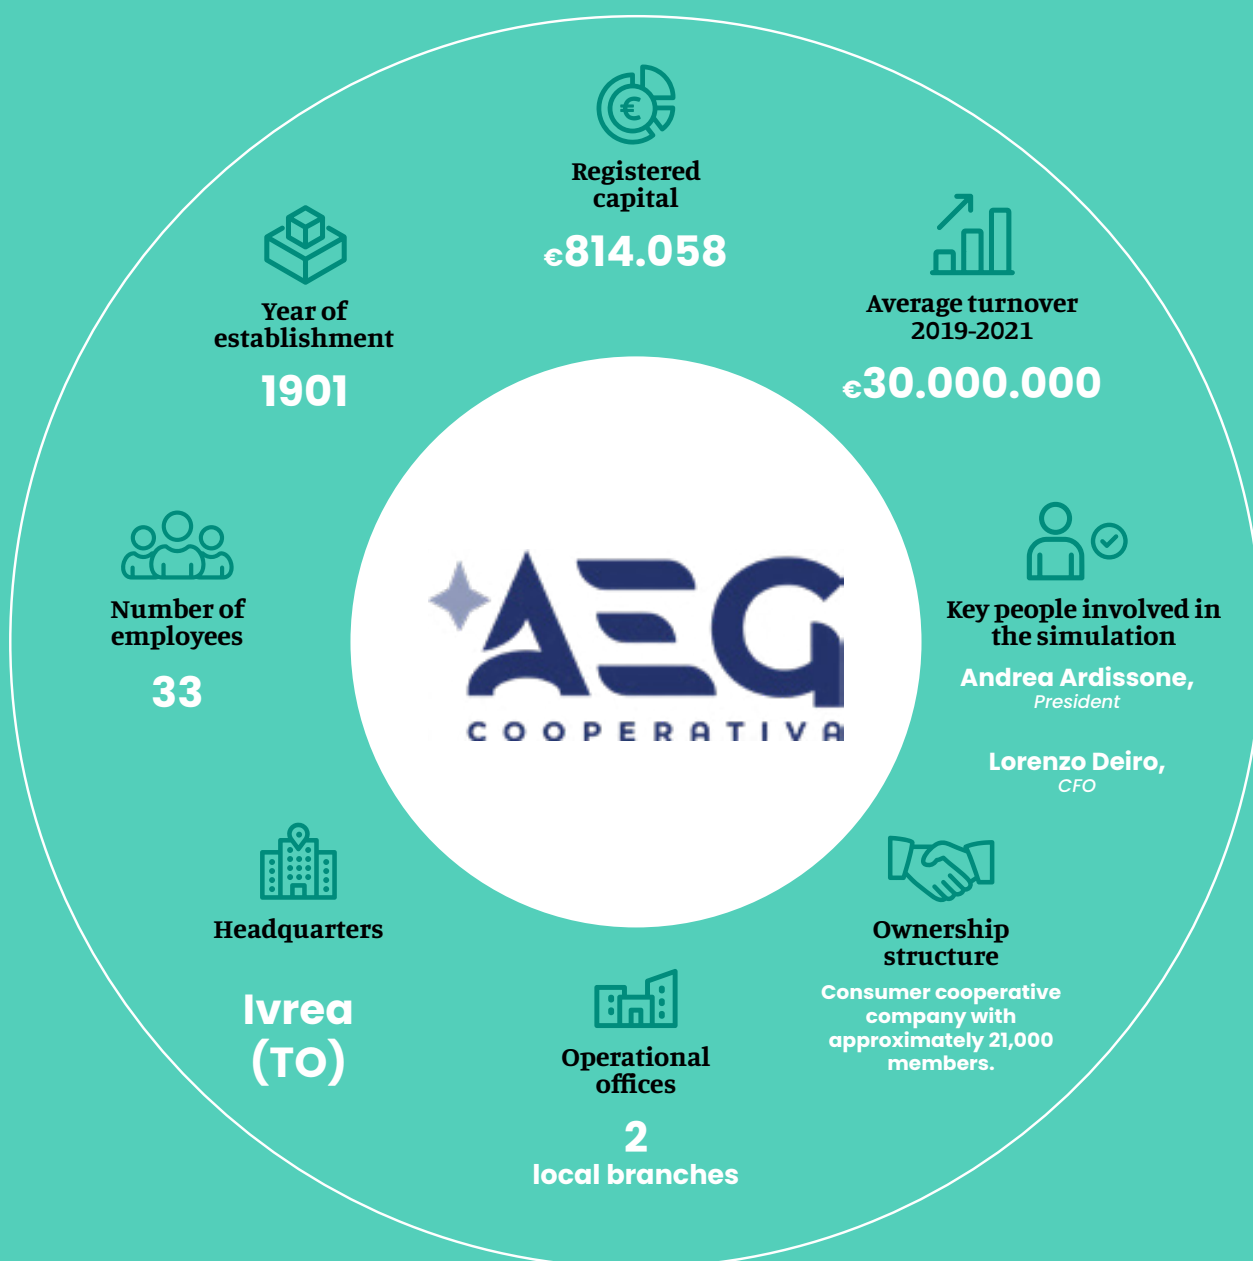 Registered
capital
€814.058
Average turnover
2019-2021
€30.000.000
Key people involved in
the simulation
Andrea Ardissone,
President
Lorenzo Deiro,
CFO
Ownership
structure
Consumer cooperative
company with
approximately 21,000
members.
Operational
offices
2
local branches
Headquarters
Ivrea
(TO)
Number of
employees
33
Year of
establishment
1901
AEG
COOPERATIVA